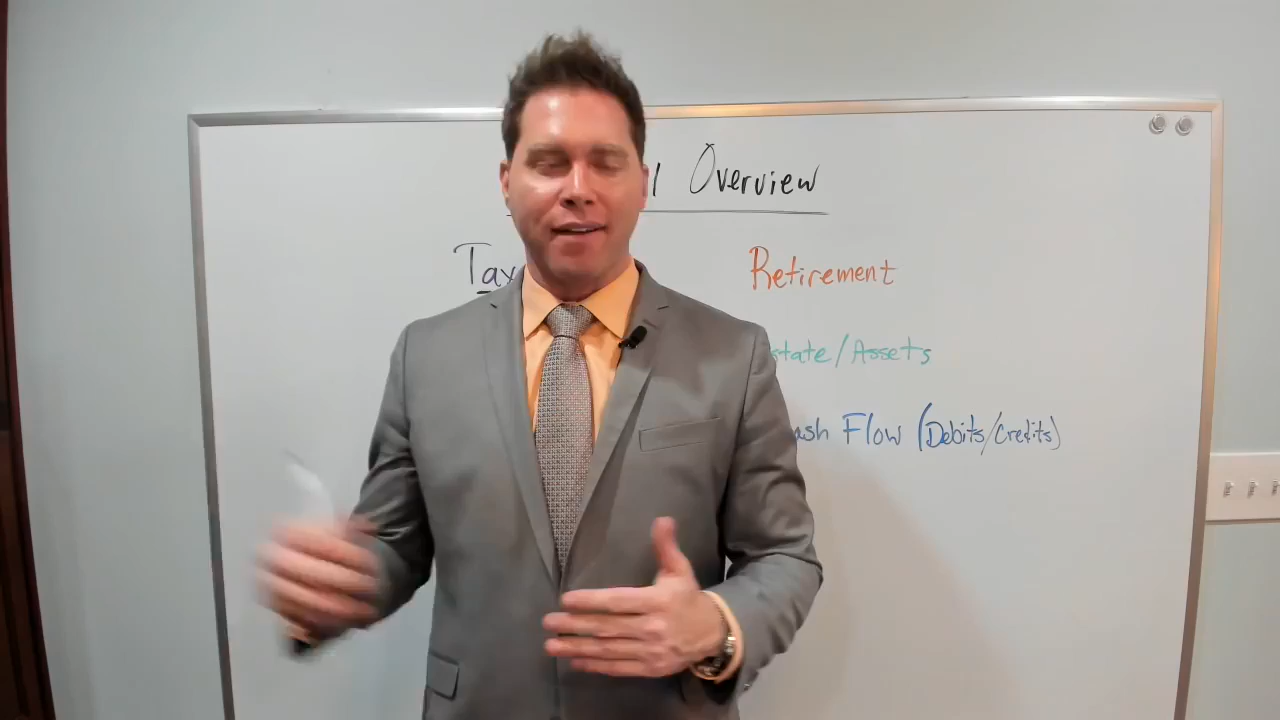 Overview
Tax
Retirement
state/Assets
ash Flow (Debits/Credits)